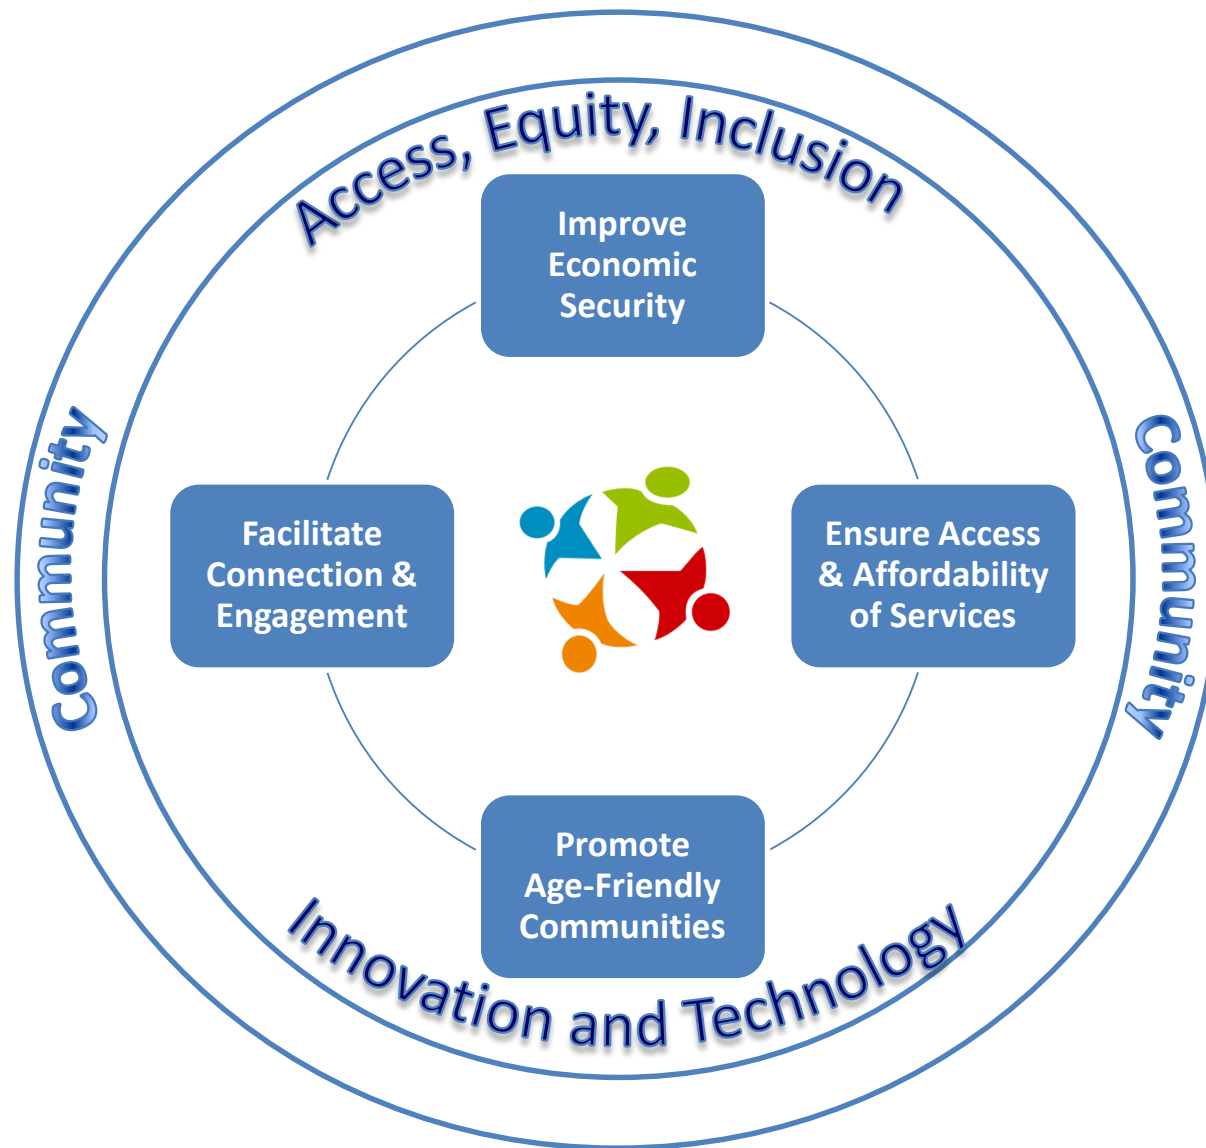 Access, Equity, Inclusion
Improve
Economic
Security
Community
Facilitate
Connection &
Engagement
Ensure Access
& Affordability
of Services
Community
Promote
Age-Friendly
Communities
Innovation and Technology